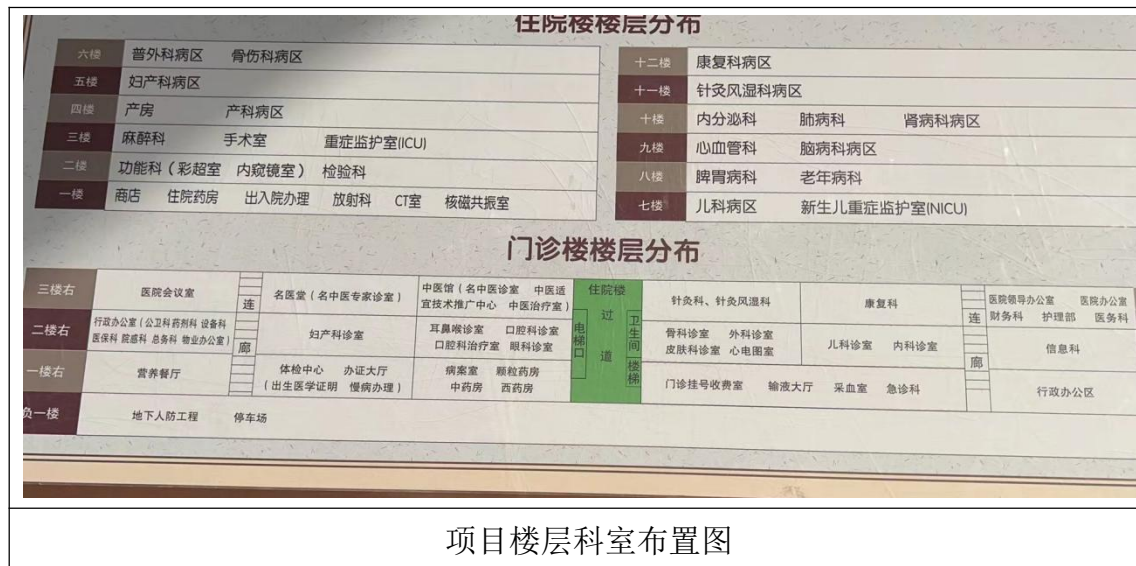 住院楼楼层分布
六楼 普外科病区 骨伤科病区
五楼 妇产科病区
四楼 产房 产科病区
三楼 麻醉科 手术室 重症监护室(ICU)
二楼 功能科（彩超室 内窥镜室） 检验科
一楼 商店 住院药房 出入院办理 放射科 CT室 核磁共振室
十二楼 康复科病区
十一楼 针灸风湿科病区
十楼 内分泌科 肺病科 肾病科病区
九楼 心血管科 脑病科病区
八楼 脾胃病科 老年病科
七楼 儿科病区 新生儿重症监护室(NICU)
门诊楼楼层分布
三楼右 医院会议室
二楼右 行政办公室（公卫科药剂科 设备科
医保科 院感科 总务科 物业办公室）
一楼右 营养餐厅
负一楼 地下人防工程 停车场
连廊
名医堂（名中医专家诊室）
妇产科诊室
体检中心 办证大厅
（出生医学证明 慢病办理）
中医馆（名中医诊室 中医适
宜技术推广中心 中医治疗室）
耳鼻喉诊室 口腔科诊室
口腔科治疗室 眼科诊室
病案室 颗粒药房
中药房 西药房
住院楼
过道
电梯口
卫生间
楼梯
针灸科、针灸风湿科
骨科诊室 外科诊室
皮肤科诊室 心电图室
门诊挂号收费室 输液大厅 采血室 急诊科
康复科
儿科诊室 内科诊室
连廊
医院领导办公室 医院办公室
财务科 护理部 医务科
信息科
行政办公区
项目楼层科室布置图